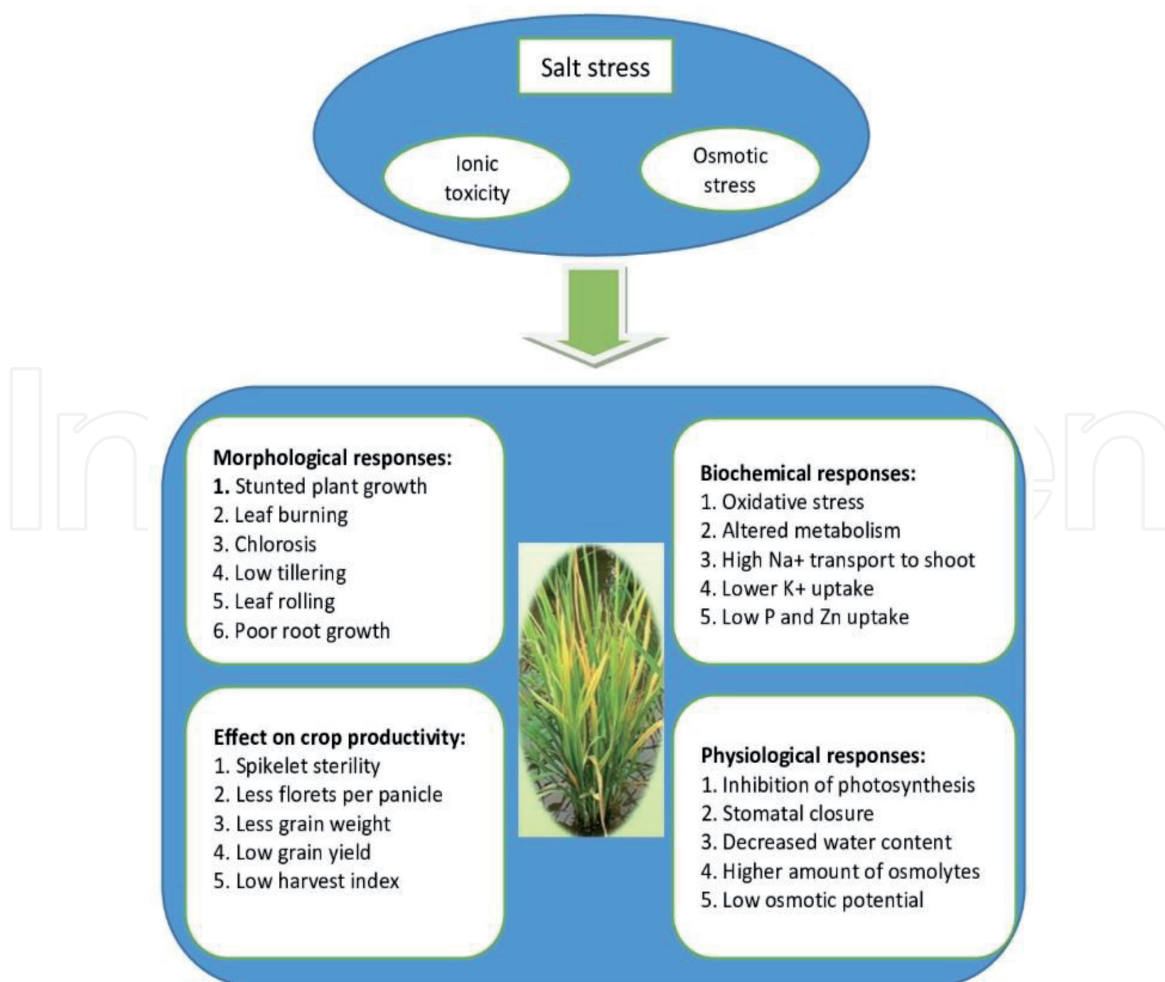 Salt stress
Ionic
toxicity
Osmotic
stress
Morphological responses:
1. Stunted plant growth
2. Leaf burning
3. Chlorosis
4. Low tillering
5. Leaf rolling
6. Poor root growth
Biochemical responses:
1. Oxidative stress
2. Altered metabolism
3. High Na+ transport to shoot
4. Lower K+ uptake
5. Low P and Zn uptake
Effect on crop productivity:
1. Spikelet sterility
2. Less florets per panicle
3. Less grain weight
4. Low grain yield
5. Low harvest index
Physiological responses:
1. Inhibition of photosynthesis
2. Stomatal closure
3. Decreased water content
4. Higher amount of osmolytes
5. Low osmotic potential